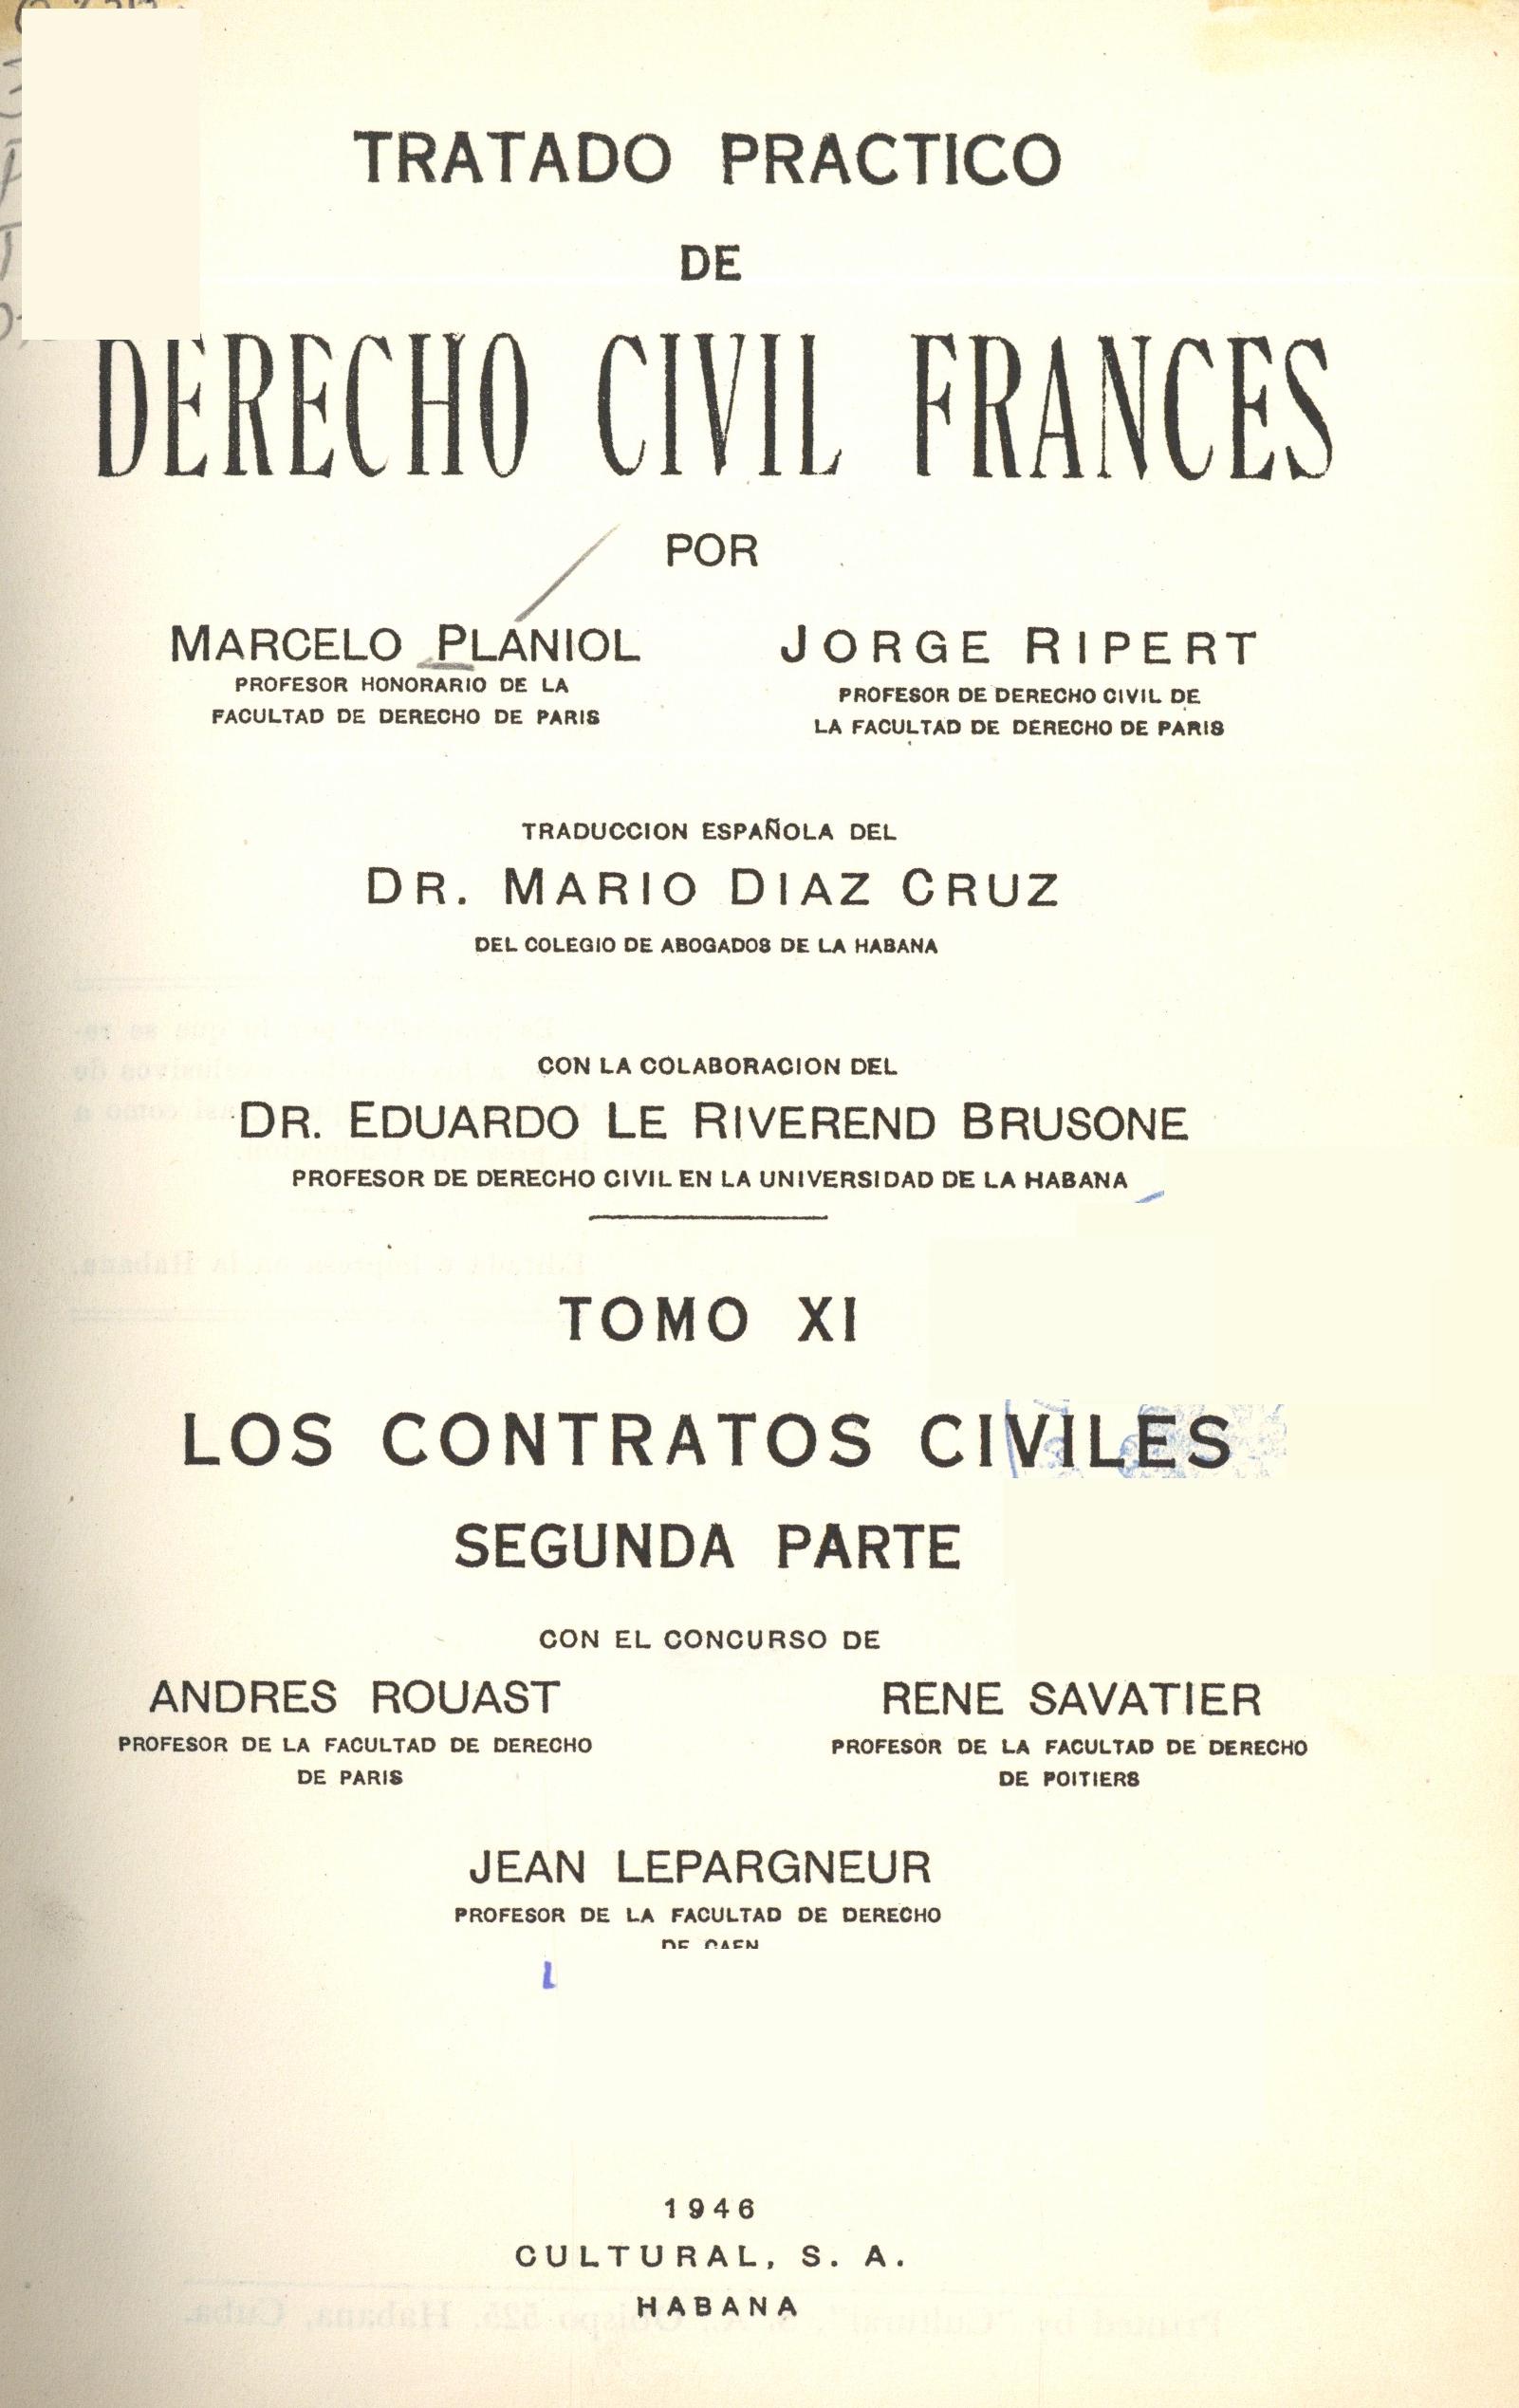 TRATADO PRACTICO
DE
DERECHO CIVIL FRANCES
POR
MARCELO PLANIOL
PROFESOR HONORARIO DE LA
FACULTAD DE DERECHO DE PARIS
JORGE RIPERT
PROFESOR DE DERECHO CIVIL DE
LA FACULTAD DE DERECHO DE PARIS
TRADUCCION ESPAÑOLA DEL
DR. MARIO DIAZ CRUZ
DEL COLEGIO DE ABOGADOS DE LA HABANA
CON LA COLABORACION DEL
DR. EDUARDO LE RIVEREND BRUSONE
PROFESOR DE DERECHO CIVIL EN LA UNIVERSIDAD DE LA HABANA
TOMO XI
LOS CONTRATOS CIVILES
SEGUNDA PARTE
CON EL CONCURSO DE
ANDRES ROUAST
PROFESOR DE LA FACULTAD DE DERECHO
DE PARIS
RENE SAVATIER
PROFESOR DE LA FACULTAD DE DERECHO
DE POITIERS
JEAN LEPARGNEUR
PROFESOR DE LA FACULTAD DE DERECHO
DE CAEN
1946
CULTURAL, S. A.
HABANA